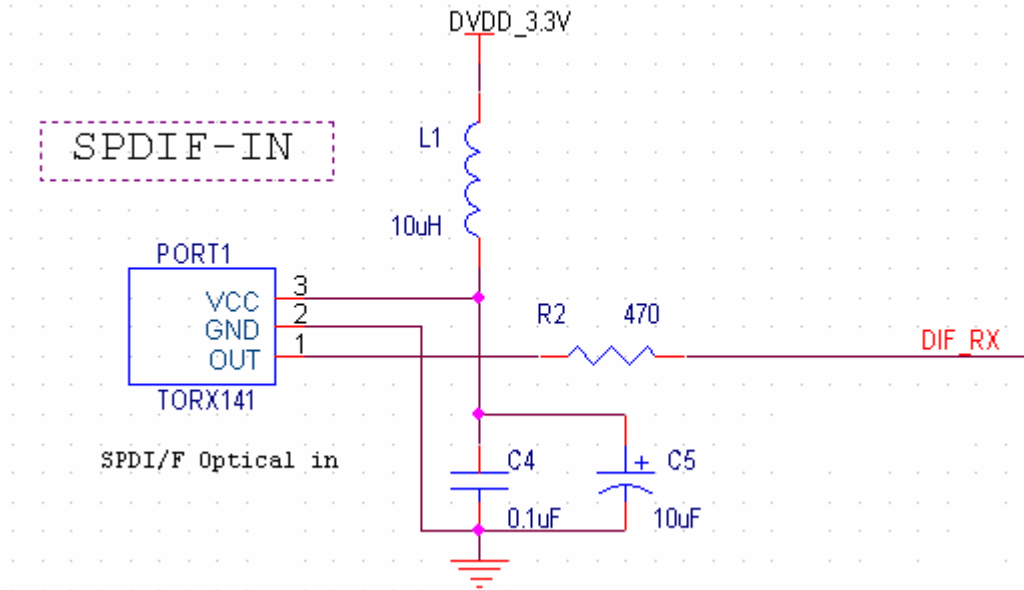 DVDD_3.3V
SPDIF-IN
L1
10uH
PORT1
VCC 3
GND 2
OUT 1
TORX141
R2 470
DIF_RX
SPDI/F Optical in
C4
0.1uF
+ C5
10uF